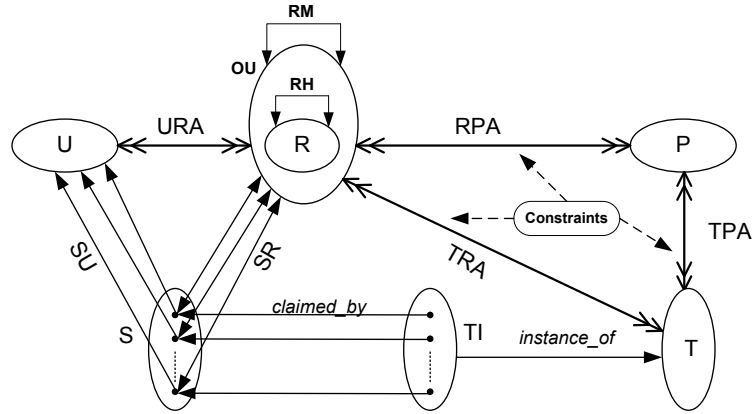 RM
OU
RH
URA
RPA
U
R
P
Constraints
TPA
SU
SR
TRA
claimed_by
S
TI
instance_of
T